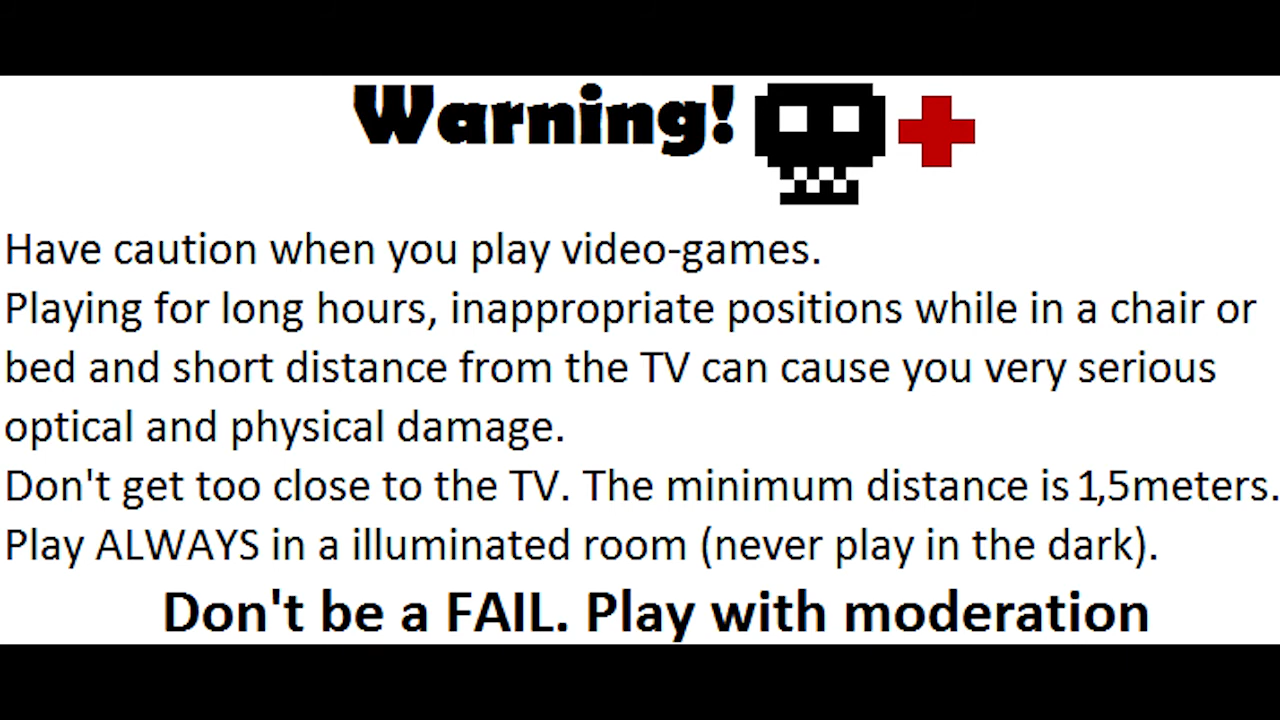 Warning!
Have caution when you play video-games.
Playing for long hours, inappropriate positions while in a chair or
bed and short distance from the TV can cause you very serious
optical and physical damage.
Don't get too close to the TV. The minimum distance is 1,5meters.
Play ALWAYS in a illuminated room (never play in the dark).
Don't be a FAIL. Play with moderation